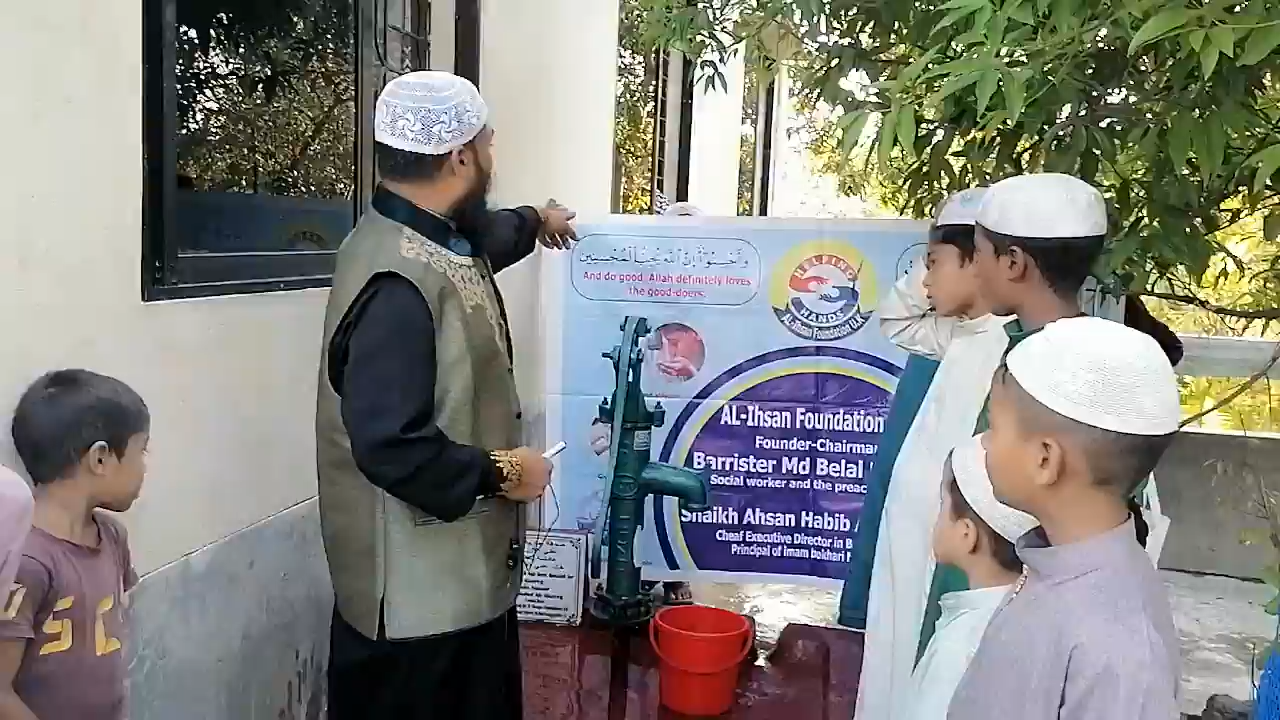 وَأَحْسِنُوٓا۟ إِنَّ ٱللَّهَ يُحِبُّ ٱلْمُحْسِنِينَ
And do good, Allah definitely loves
the good-doers.
HELPING
HANDS
Al-Ihsan Foundation U.K
AL-Ihsan Foundation
Founder-Chairman
Barrister Md Belal
Social worker and the preac
Shaikh Ahsan Habib
Cheaf Executive Director in B
Principal of Imam bokhari